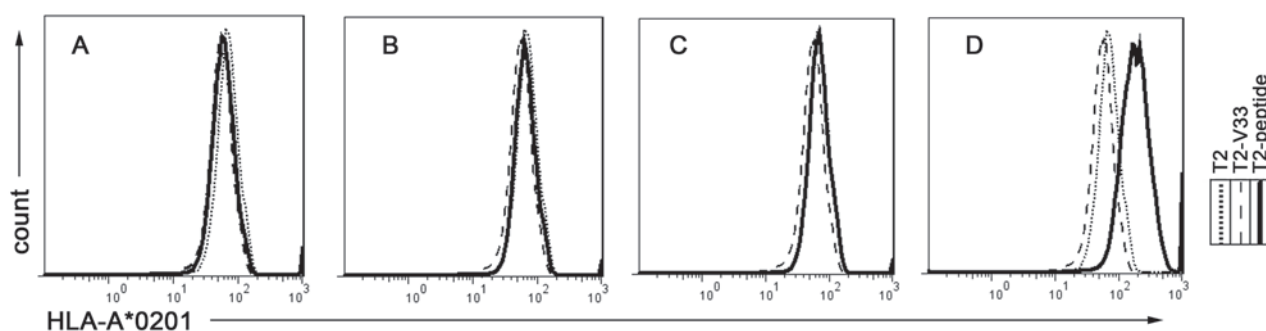 A B C D
count
10⁰ 10¹ 10² 10³ 10⁰ 10¹ 10² 10³ 10⁰ 10¹ 10² 10³ 10⁰ 10¹ 10² 10³
HLA-A*0201
T2
T2-V33
T2-peptide